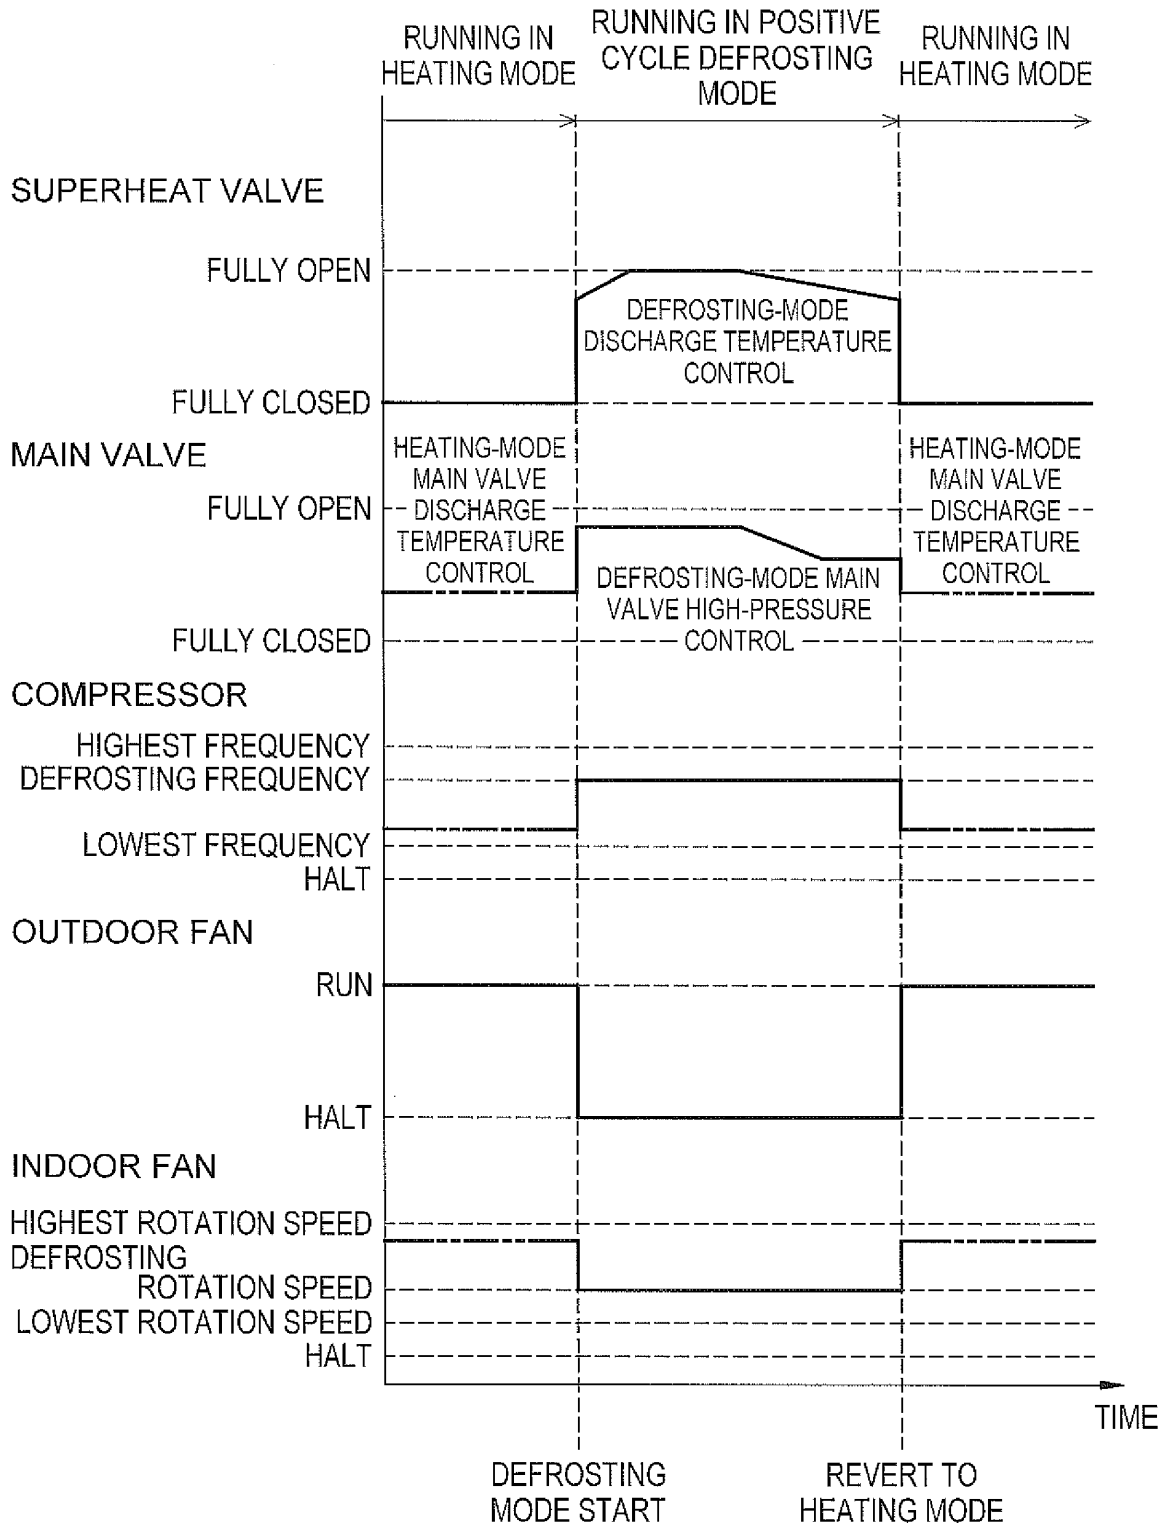 RUNNING IN
HEATING MODE
RUNNING IN POSITIVE
CYCLE DEFROSTING
MODE
RUNNING IN
HEATING MODE
SUPERHEAT VALVE
FULLY OPEN
DEFROSTING-MODE
DISCHARGE TEMPERATURE
CONTROL
FULLY CLOSED
MAIN VALVE
HEATING-MODE
MAIN VALVE
DISCHARGE
TEMPERATURE
CONTROL
HEATING-MODE
MAIN VALVE
DISCHARGE
TEMPERATURE
CONTROL
FULLY OPEN
DEFROSTING-MODE MAIN
VALVE HIGH-PRESSURE
CONTROL
FULLY CLOSED
COMPRESSOR
HIGHEST FREQUENCY
DEFROSTING FREQUENCY
LOWEST FREQUENCY
HALT
OUTDOOR FAN
RUN
HALT
INDOOR FAN
HIGHEST ROTATION SPEED
DEFROSTING
ROTATION SPEED
LOWEST ROTATION SPEED
HALT
TIME
DEFROSTING
MODE START
REVERT TO
HEATING MODE